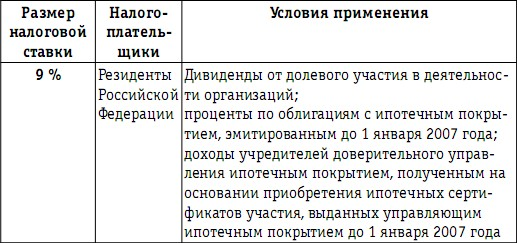 Размер
налоговой
ставки
Налого-
платель-
щики
Условия применения
9 %
Резиденты
Российской
Федерации
Дивиденды от долевого участия в деятельнос-
ти организаций;
проценты по облигациям с ипотечным покры-
тием, эмитированным до 1 января 2007 года;
доходы учредителей доверительного управ-
ления ипотечным покрытием, полученным на
основании приобретения ипотечных серти-
фикатов участия, выданных управляющим
ипотечным покрытием до 1 января 2007 года